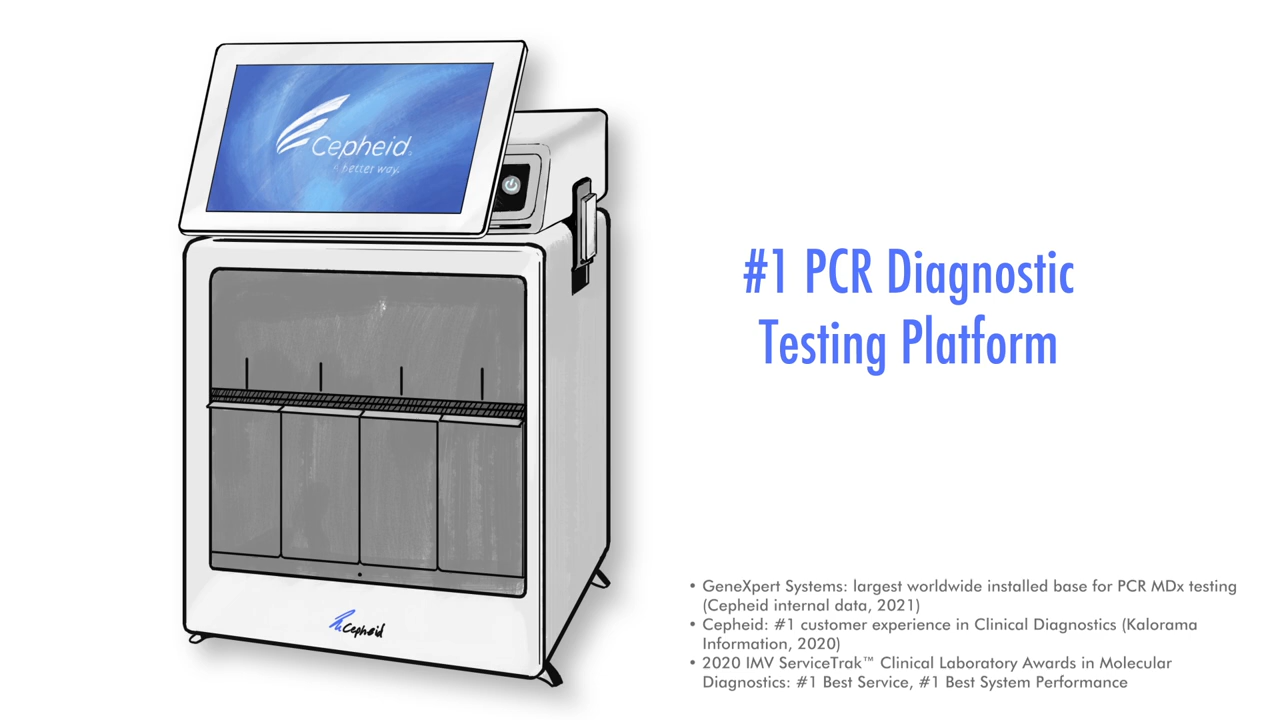 Cepheid.
A better way.
Cepheid
#1 PCR Diagnostic
Testing Platform
• GeneXpert Systems: largest worldwide installed base for PCR MDx testing
(Cepheid internal data, 2021)
• Cepheid: #1 customer experience in Clinical Diagnostics (Kalorama
Information, 2020)
• 2020 IMV ServiceTrak™ Clinical Laboratory Awards in Molecular
Diagnostics: #1 Best Service, #1 Best System Performance